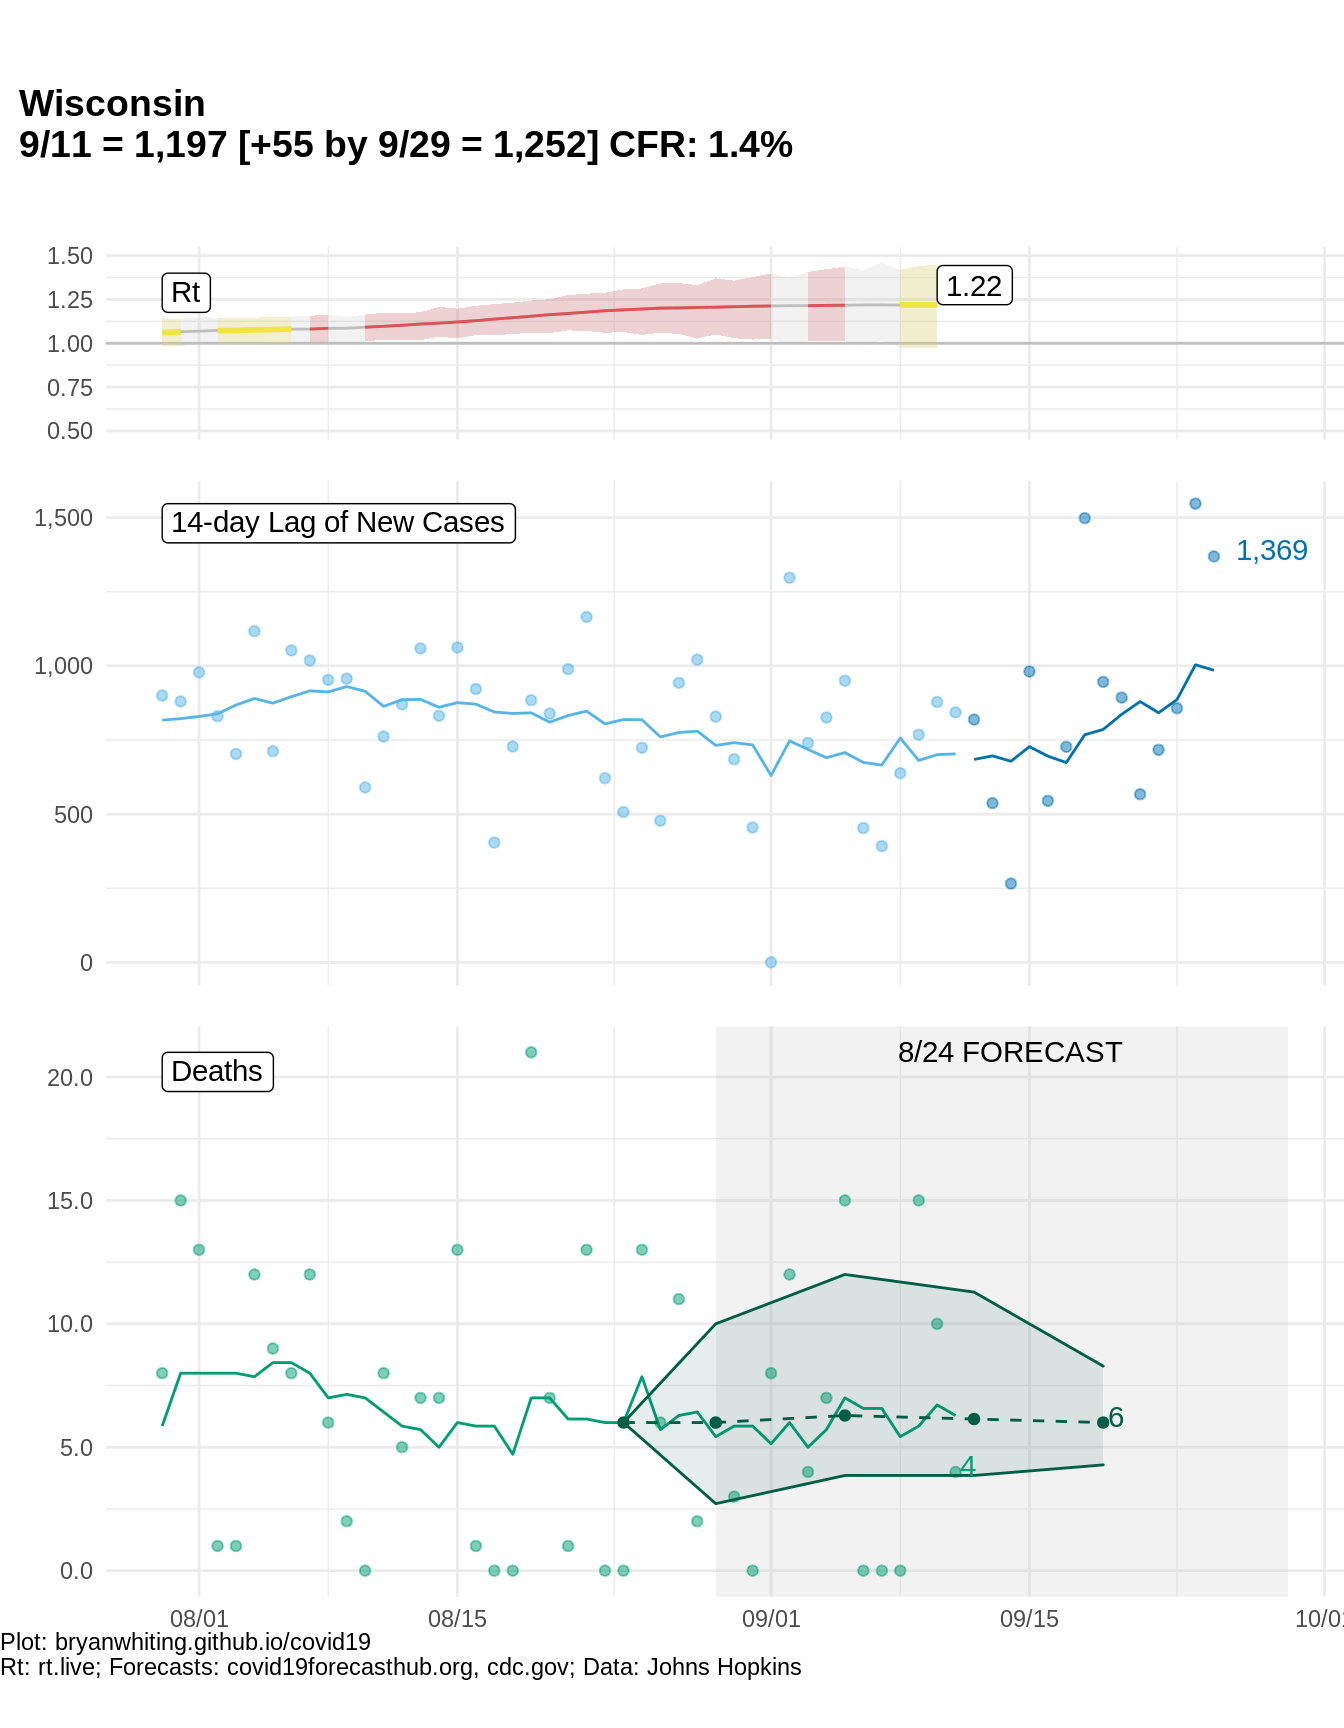 Wisconsin
9/11 = 1,197 [+55 by 9/29 = 1,252] CFR: 1.4%
1.50
1.25
1.00
0.75
0.50
Rt
1.22
1,500
1,000
500
0
14-day Lag of New Cases
1,369
20.0
15.0
10.0
5.0
0.0
Deaths
8/24 FORECAST
6
4
08/01
08/15
09/01
09/15
10/01
Plot: bryanwhiting.github.io/covid19
Rt: rt.live; Forecasts: covid19forecasthub.org, cdc.gov; Data: Johns Hopkins